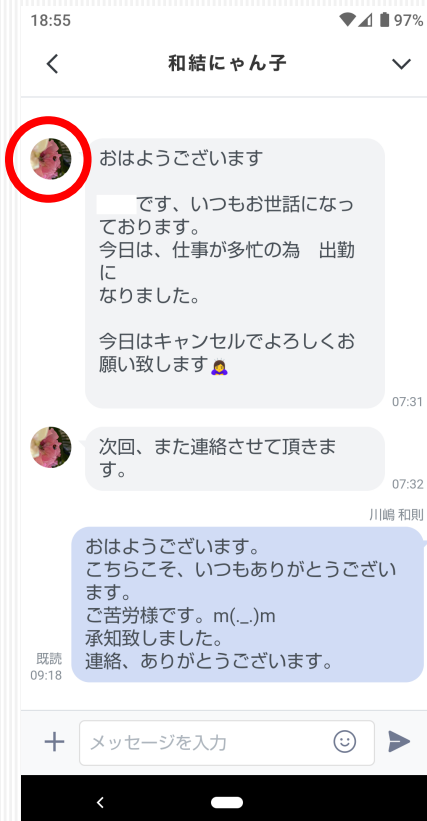 18:55
97%
和結にゃん子
おはようございます
です、いつもお世話になっ
ております。
今日は、仕事が多忙の為　出勤
に
なりました。
今日はキャンセルでよろしくお
願い致します🙇‍♀️
07:31
次回、また連絡させて頂きま
す。
07:32
川嶋 和則
おはようございます。
こちらこそ、いつもありがとうござい
ます。
ご苦労様です。m(._.)m
承知致しました。
連絡、ありがとうございます。
既読
09:18
メッセージを入力